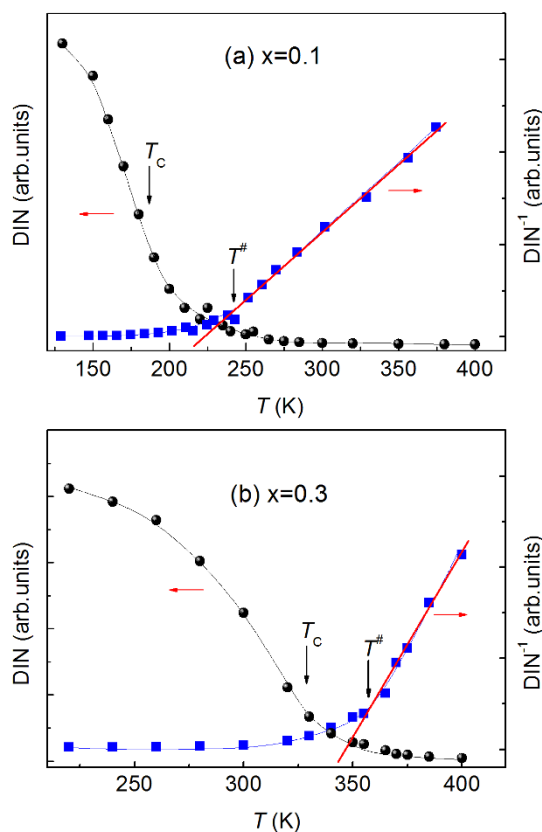 (a) x=0.1
DIN (arb.units)
DIN⁻¹ (arb.units)
T_C
T^#
150 200 250 300 350 400
T (K)
(b) x=0.3
DIN (arb.units)
DIN⁻¹ (arb.units)
T_C
T^#
250 300 350 400
T (K)